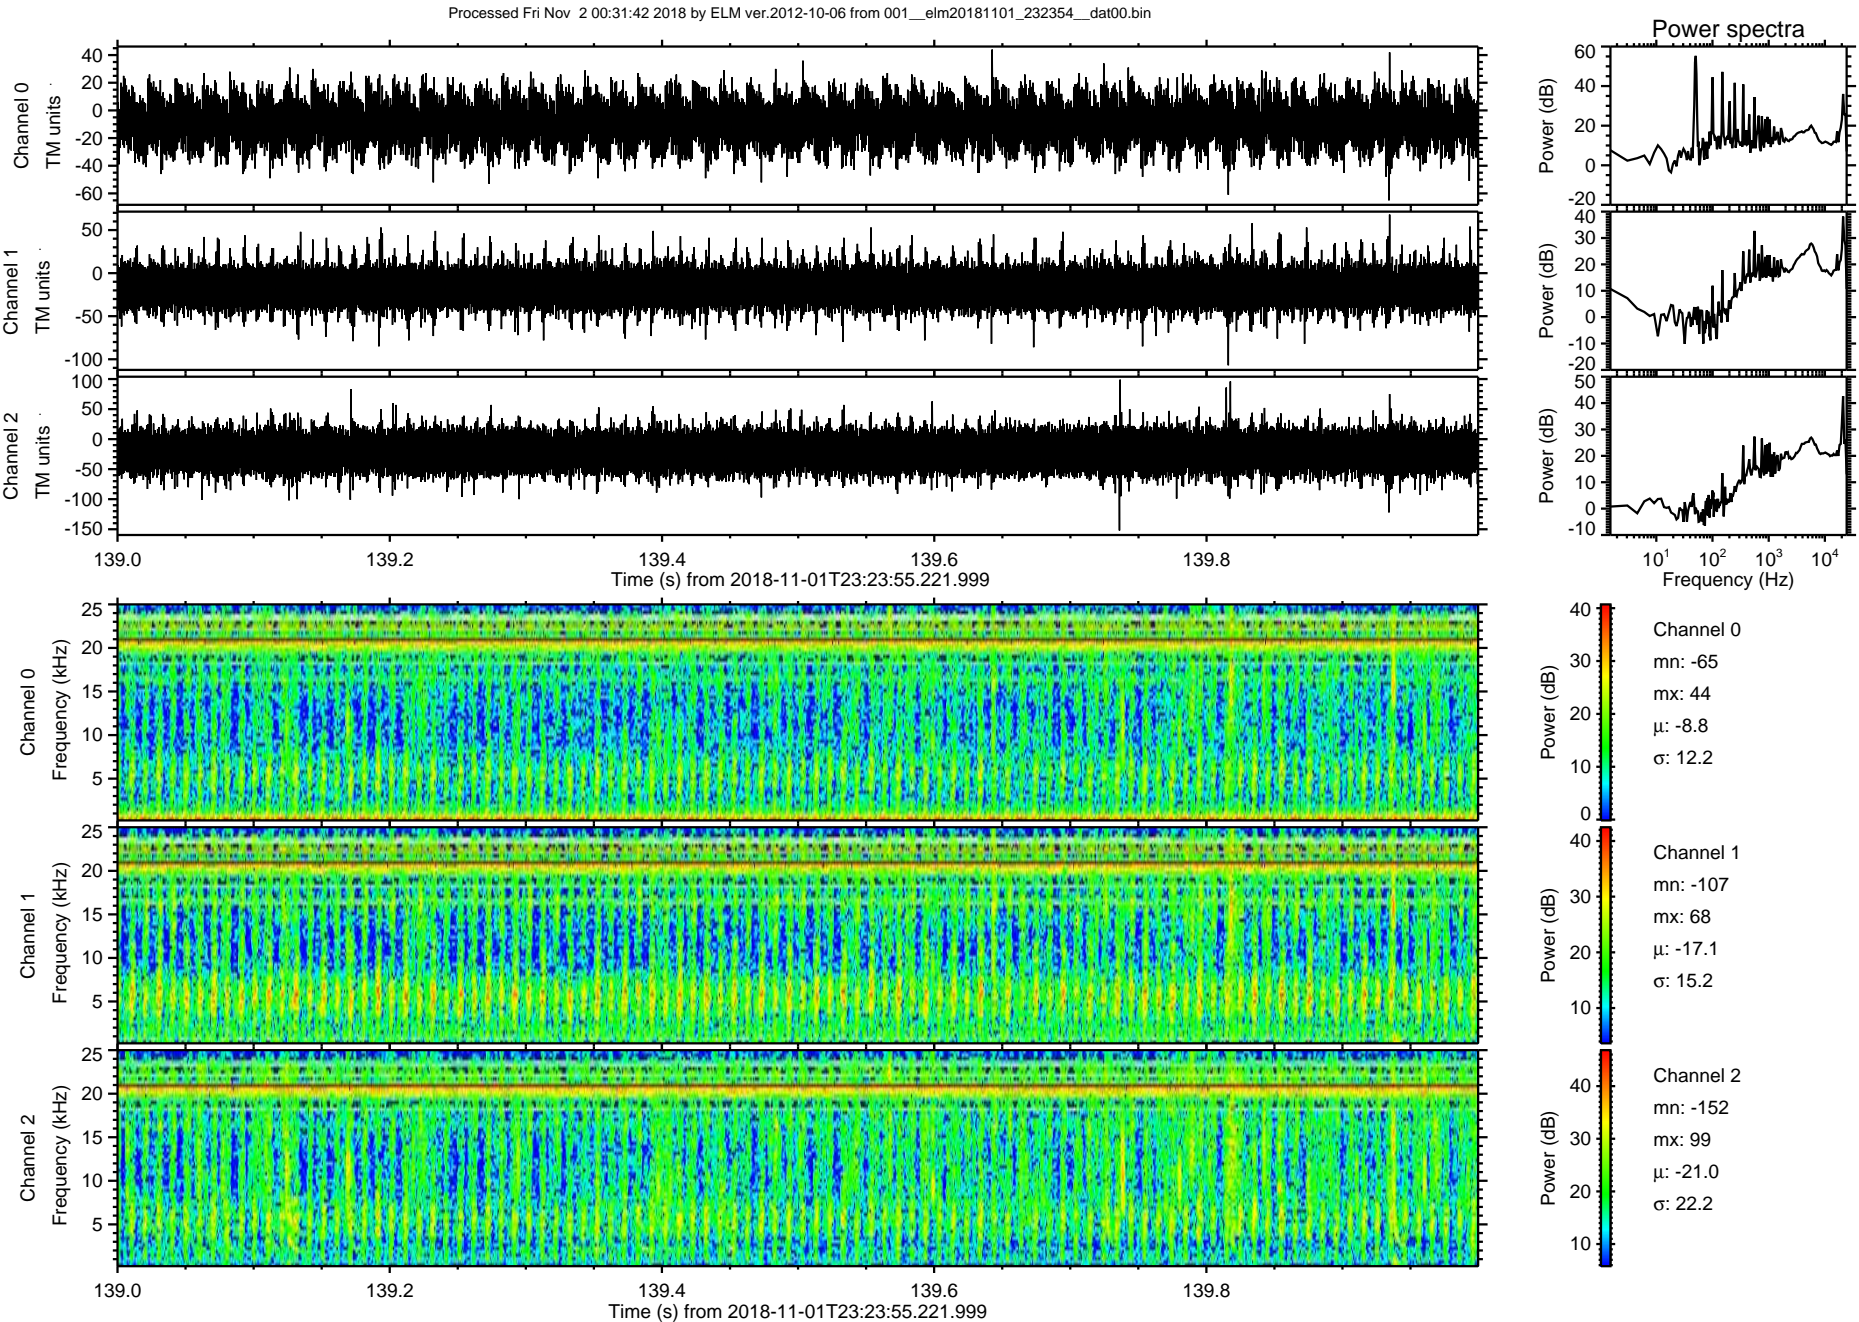 Processed Fri Nov  2 00:31:42 2018 by ELM ver.2012-10-06 from 001__elm20181101_232354__dat00.bin
Power spectra
Channel 0
TM units
40
20
0
-20
-40
-60
Power (dB)
60
40
20
0
-20
Channel 1
TM units
50
0
-50
-100
Power (dB)
40
30
20
10
0
-10
-20
Channel 2
TM units
100
50
0
-50
-100
-150
Power (dB)
50
40
30
20
10
0
-10
139.0
139.2
139.4
139.6
139.8
Time (s) from 2018-11-01T23:23:55.221.999
10^1
10^2
10^3
10^4
Frequency (Hz)
Channel 0
Frequency (kHz)
25
20
15
10
5
Power (dB)
40
30
20
10
0
Channel 0
mn: -65
mx: 44
μ: -8.8
σ: 12.2
Channel 1
Frequency (kHz)
25
20
15
10
5
Power (dB)
40
30
20
10
Channel 1
mn: -107
mx: 68
μ: -17.1
σ: 15.2
Channel 2
Frequency (kHz)
25
20
15
10
5
Power (dB)
40
30
20
10
Channel 2
mn: -152
mx: 99
μ: -21.0
σ: 22.2
139.0
139.2
139.4
139.6
139.8
Time (s) from 2018-11-01T23:23:55.221.999